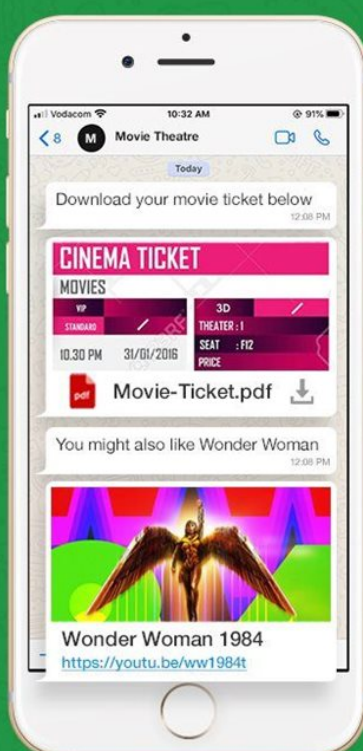 Vodacom
10:32 AM
91%
8
M
Movie Theatre
Today
Download your movie ticket below
12:08 PM
CINEMA TICKET
MOVIES
VIP
STANDARD
10.30 PM 31/01/2016
3D
THEATER : 1
SEAT : F12
PRICE
pdf
Movie-Ticket.pdf
You might also like Wonder Woman
12:08 PM
Wonder Woman 1984
https://youtu.be/ww1984t